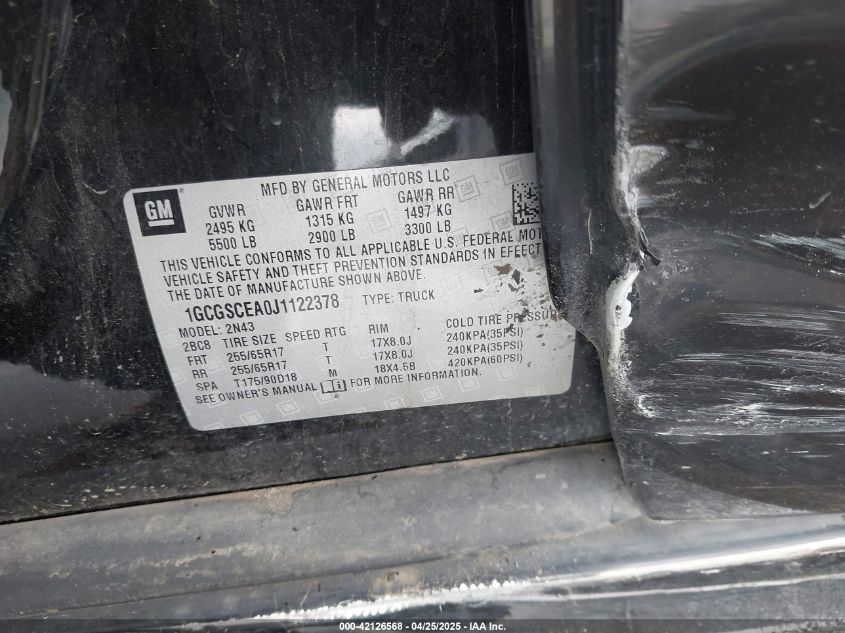 GM
MFD BY GENERAL MOTORS LLC
GVWR GAWR FRT GAWR RR
2495 KG 1315 KG 1497 KG
5500 LB 2900 LB 3300 LB
THIS VEHICLE CONFORMS TO ALL APPLICABLE U.S. FEDERAL MOT
VEHICLE SAFETY AND THEFT PREVENTION STANDARDS IN EFFECT
THE DATE OF MANUFACTURE SHOWN ABOVE.
1GCGSCEA0J1122378 TYPE: TRUCK
MODEL: 2N43
2BC8 TIRE SIZE SPEED RTG RIM COLD TIRE PRESSURE
FRT 255/65R17 T 17X8.0J 240KPA(35PSI)
RR 255/65R17 T 17X8.0J 240KPA(35PSI)
SPA T175/90D18 M 18X4.5B 420KPA(60PSI)
SEE OWNER'S MANUAL FOR MORE INFORMATION.
000-42126568 - 04/25/2025 - IAA Inc.